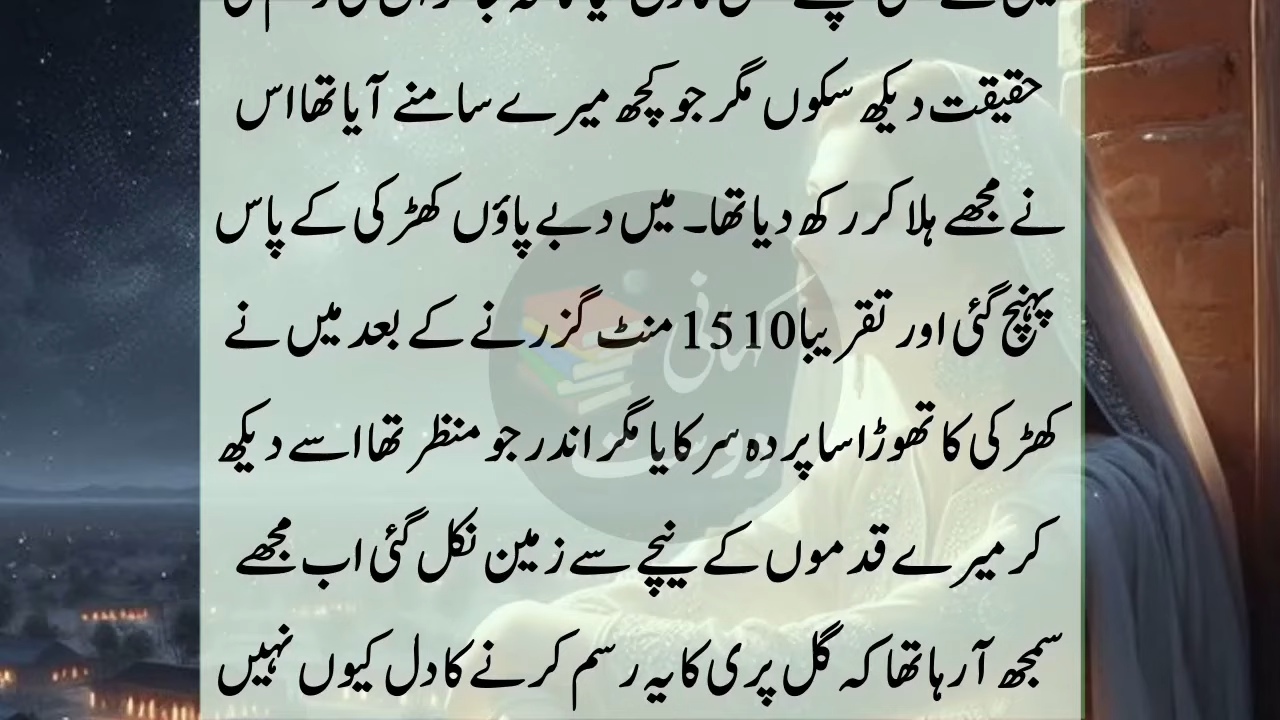 حقیقت دیکھ سکوں مگر جو کچھ میرے سامنے آیا تھا اس
نے مجھے ہلا کر رکھ دیا تھا۔ میں دبے پاؤں کھڑکی کے پاس
پہنچ گئی اور تقریبا1510 منٹ گزرنے کے بعد میں نے
کھڑکی کا تھوڑا سا پردہ سرکایا مگر اندر جو منظر تھا اسے دیکھ
کر میرے قدموں کے نیچے سے زمین نکل گئی اب مجھے
سمجھ آ رہا تھا کہ گل پری کا یہ رسم کرنے کا دل کیوں نہیں
کہانی